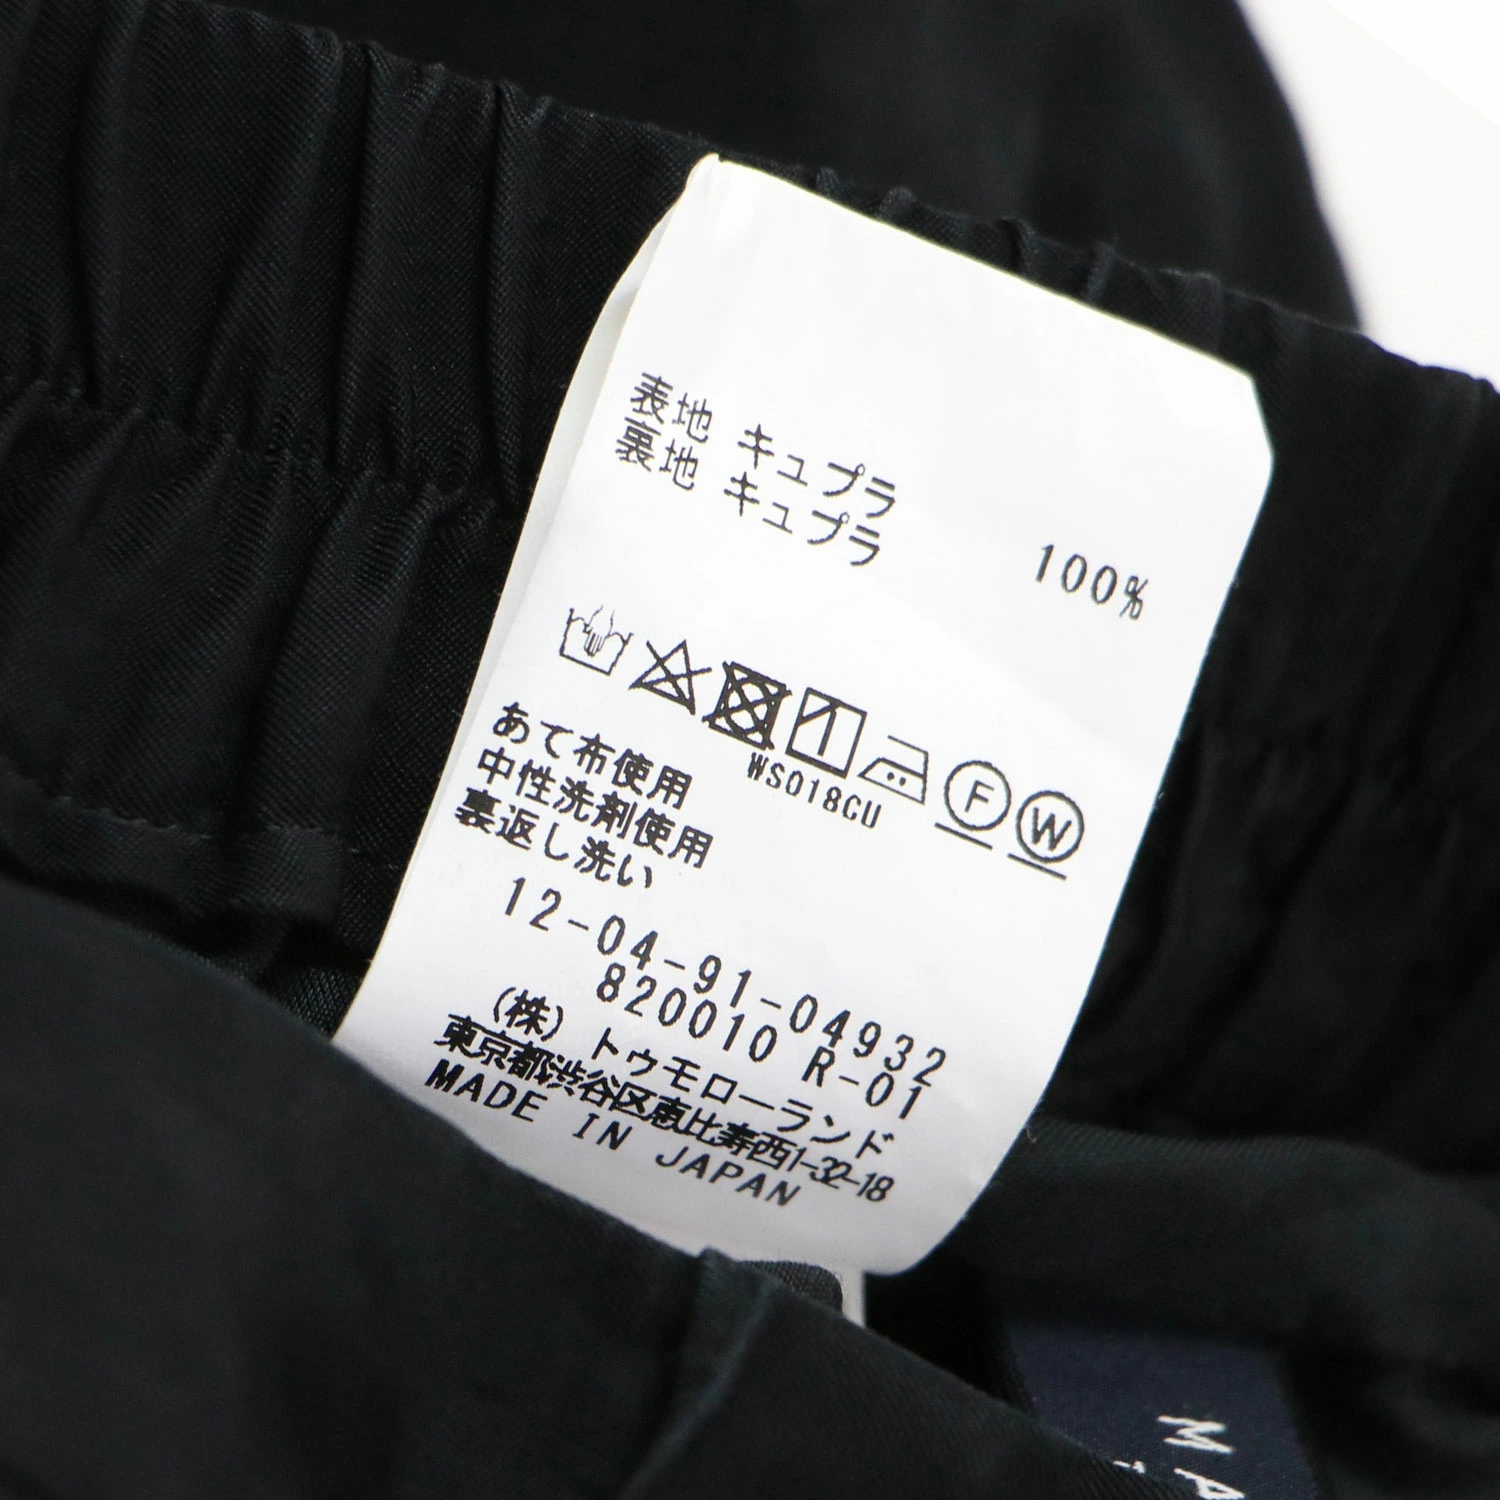 表地 キュプラ
裏地 キュプラ 100%
WS018CU
F W
あて布使用
中性洗剤使用
裏返し洗い
12-04-91-04932
820010 R-01
(株)トゥモローランド
東京都渋谷区恵比寿西1-32-18
MADE IN JAPAN
MA